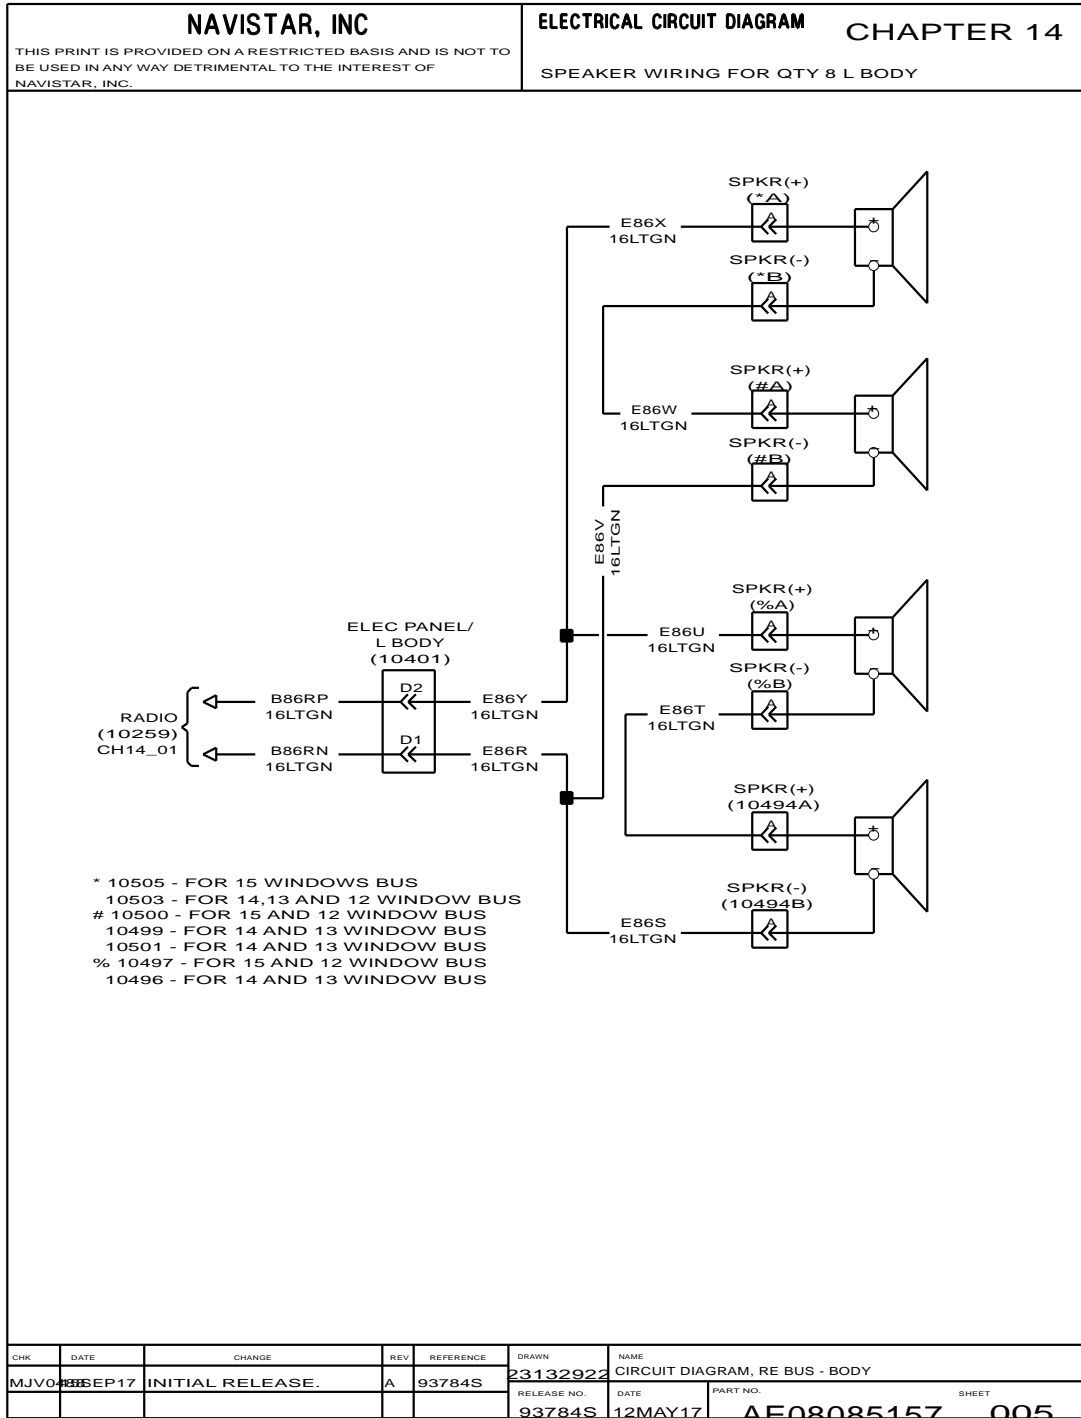 NAVISTAR, INC
THIS PRINT IS PROVIDED ON A RESTRICTED BASIS AND IS NOT TO
BE USED IN ANY WAY DETRIMENTAL TO THE INTEREST OF
NAVISTAR, INC.
ELECTRICAL CIRCUIT DIAGRAM
CHAPTER 14
SPEAKER WIRING FOR QTY 8 L BODY
SPKR(+)
(*A)
A
E86X
16LTGN
+
SPKR(-)
(*B)
A
-
SPKR(+)
(#A)
A
E86W
16LTGN
+
SPKR(-)
(#B)
A
-
E86V
16LTGN
SPKR(+)
(%A)
A
E86U
16LTGN
+
SPKR(-)
(%B)
A
-
E86T
16LTGN
ELEC PANEL/
L BODY
(10401)
D2
D1
B86RP
16LTGN
E86Y
16LTGN
RADIO
(10259)
CH14_01
B86RN
16LTGN
E86R
16LTGN
SPKR(+)
(10494A)
A
+
SPKR(-)
(10494B)
A
-
E86S
16LTGN
* 10505 - FOR 15 WINDOWS BUS
10503 - FOR 14,13 AND 12 WINDOW BUS
# 10500 - FOR 15 AND 12 WINDOW BUS
10499 - FOR 14 AND 13 WINDOW BUS
10501 - FOR 14 AND 13 WINDOW BUS
% 10497 - FOR 15 AND 12 WINDOW BUS
10496 - FOR 14 AND 13 WINDOW BUS
CHK DATE CHANGE REV REFERENCE
INITIAL RELEASE. A 93784S
DRAWN
23132922
NAME
CIRCUIT DIAGRAM, RE BUS - BODY
RELEASE NO.
93784S
DATE
12MAY17
PART NO.
AE08085157
SHEET
005